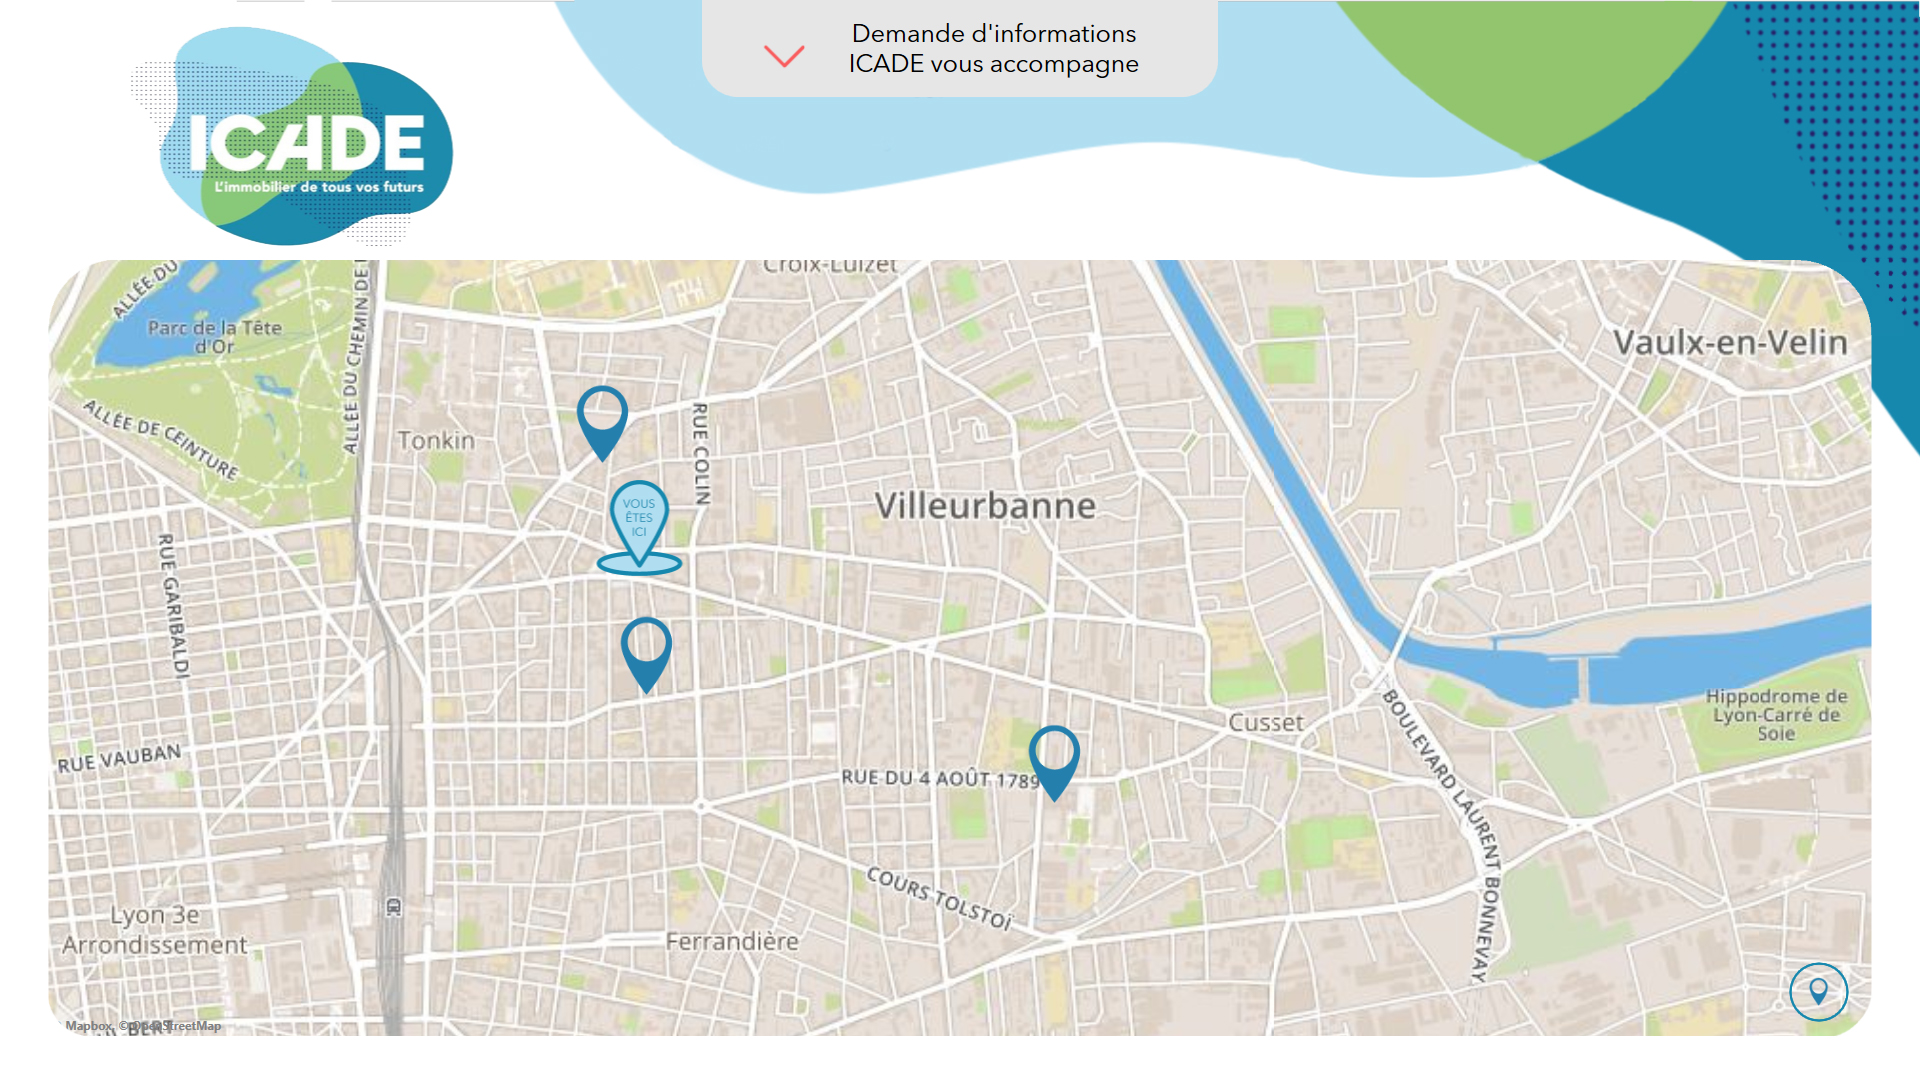 Demande d'informations
ICADE vous accompagne
ICADE
L'immobilier de tous vos futurs
Croix-Luizet
ALLÉE DU
Parc de la Tête
d'Or
ALLÉE DU CHEMIN DE
Vaulx-en-Velin
ALLÉE DE CEINTURE
Tonkin
RUE COLIN
VOUS
ÊTES
ICI
Villeurbanne
RUE GARIBALDI
Hippodrome de
Lyon-Carré de
Soie
Cusset
BOULEVARD LAURENT BONNEVAY
RUE VAUBAN
RUE DU 4 AOÛT 1789
COURS TOLSTOï
Lyon 3e
Arrondissement
Ferrandière
Mapbox, © OpenStreetMap
BERT